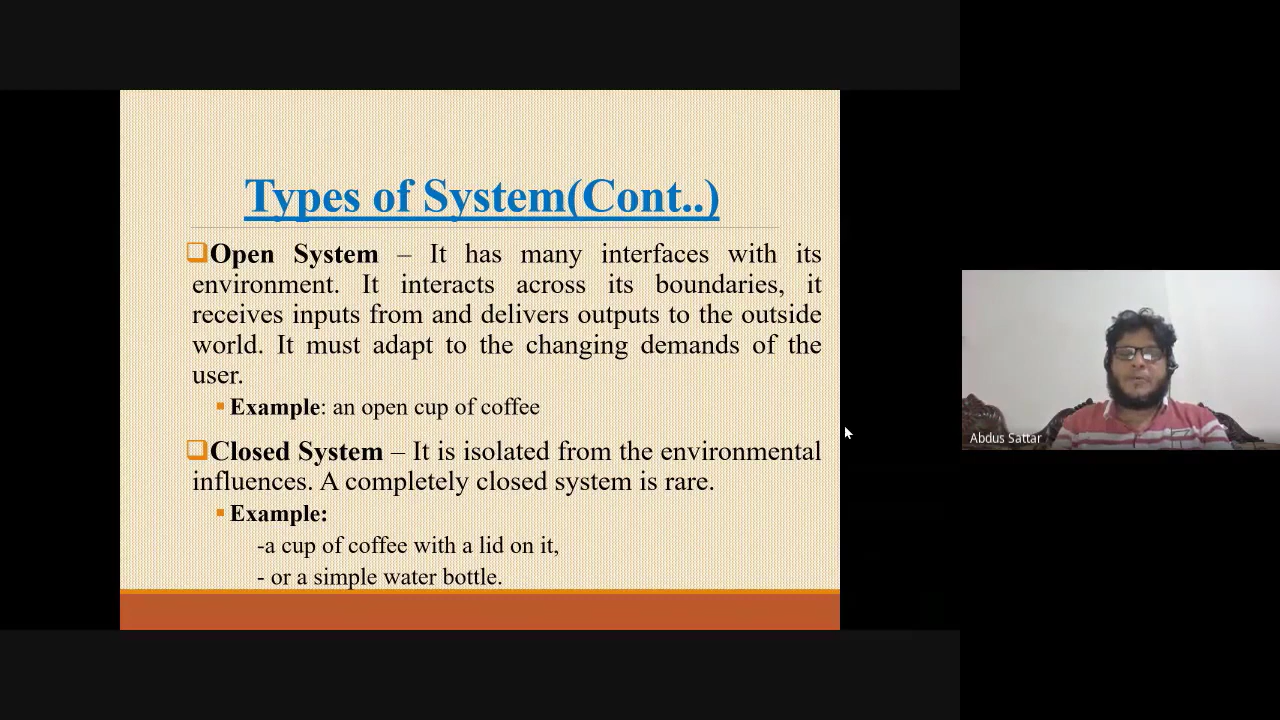 Types of System(Cont..)
Open System – It has many interfaces with its
environment. It interacts across its boundaries, it
receives inputs from and delivers outputs to the outside
world. It must adapt to the changing demands of the
user.
Example: an open cup of coffee
Closed System – It is isolated from the environmental
influences. A completely closed system is rare.
Example:
-a cup of coffee with a lid on it,
- or a simple water bottle.
Abdus Sattar